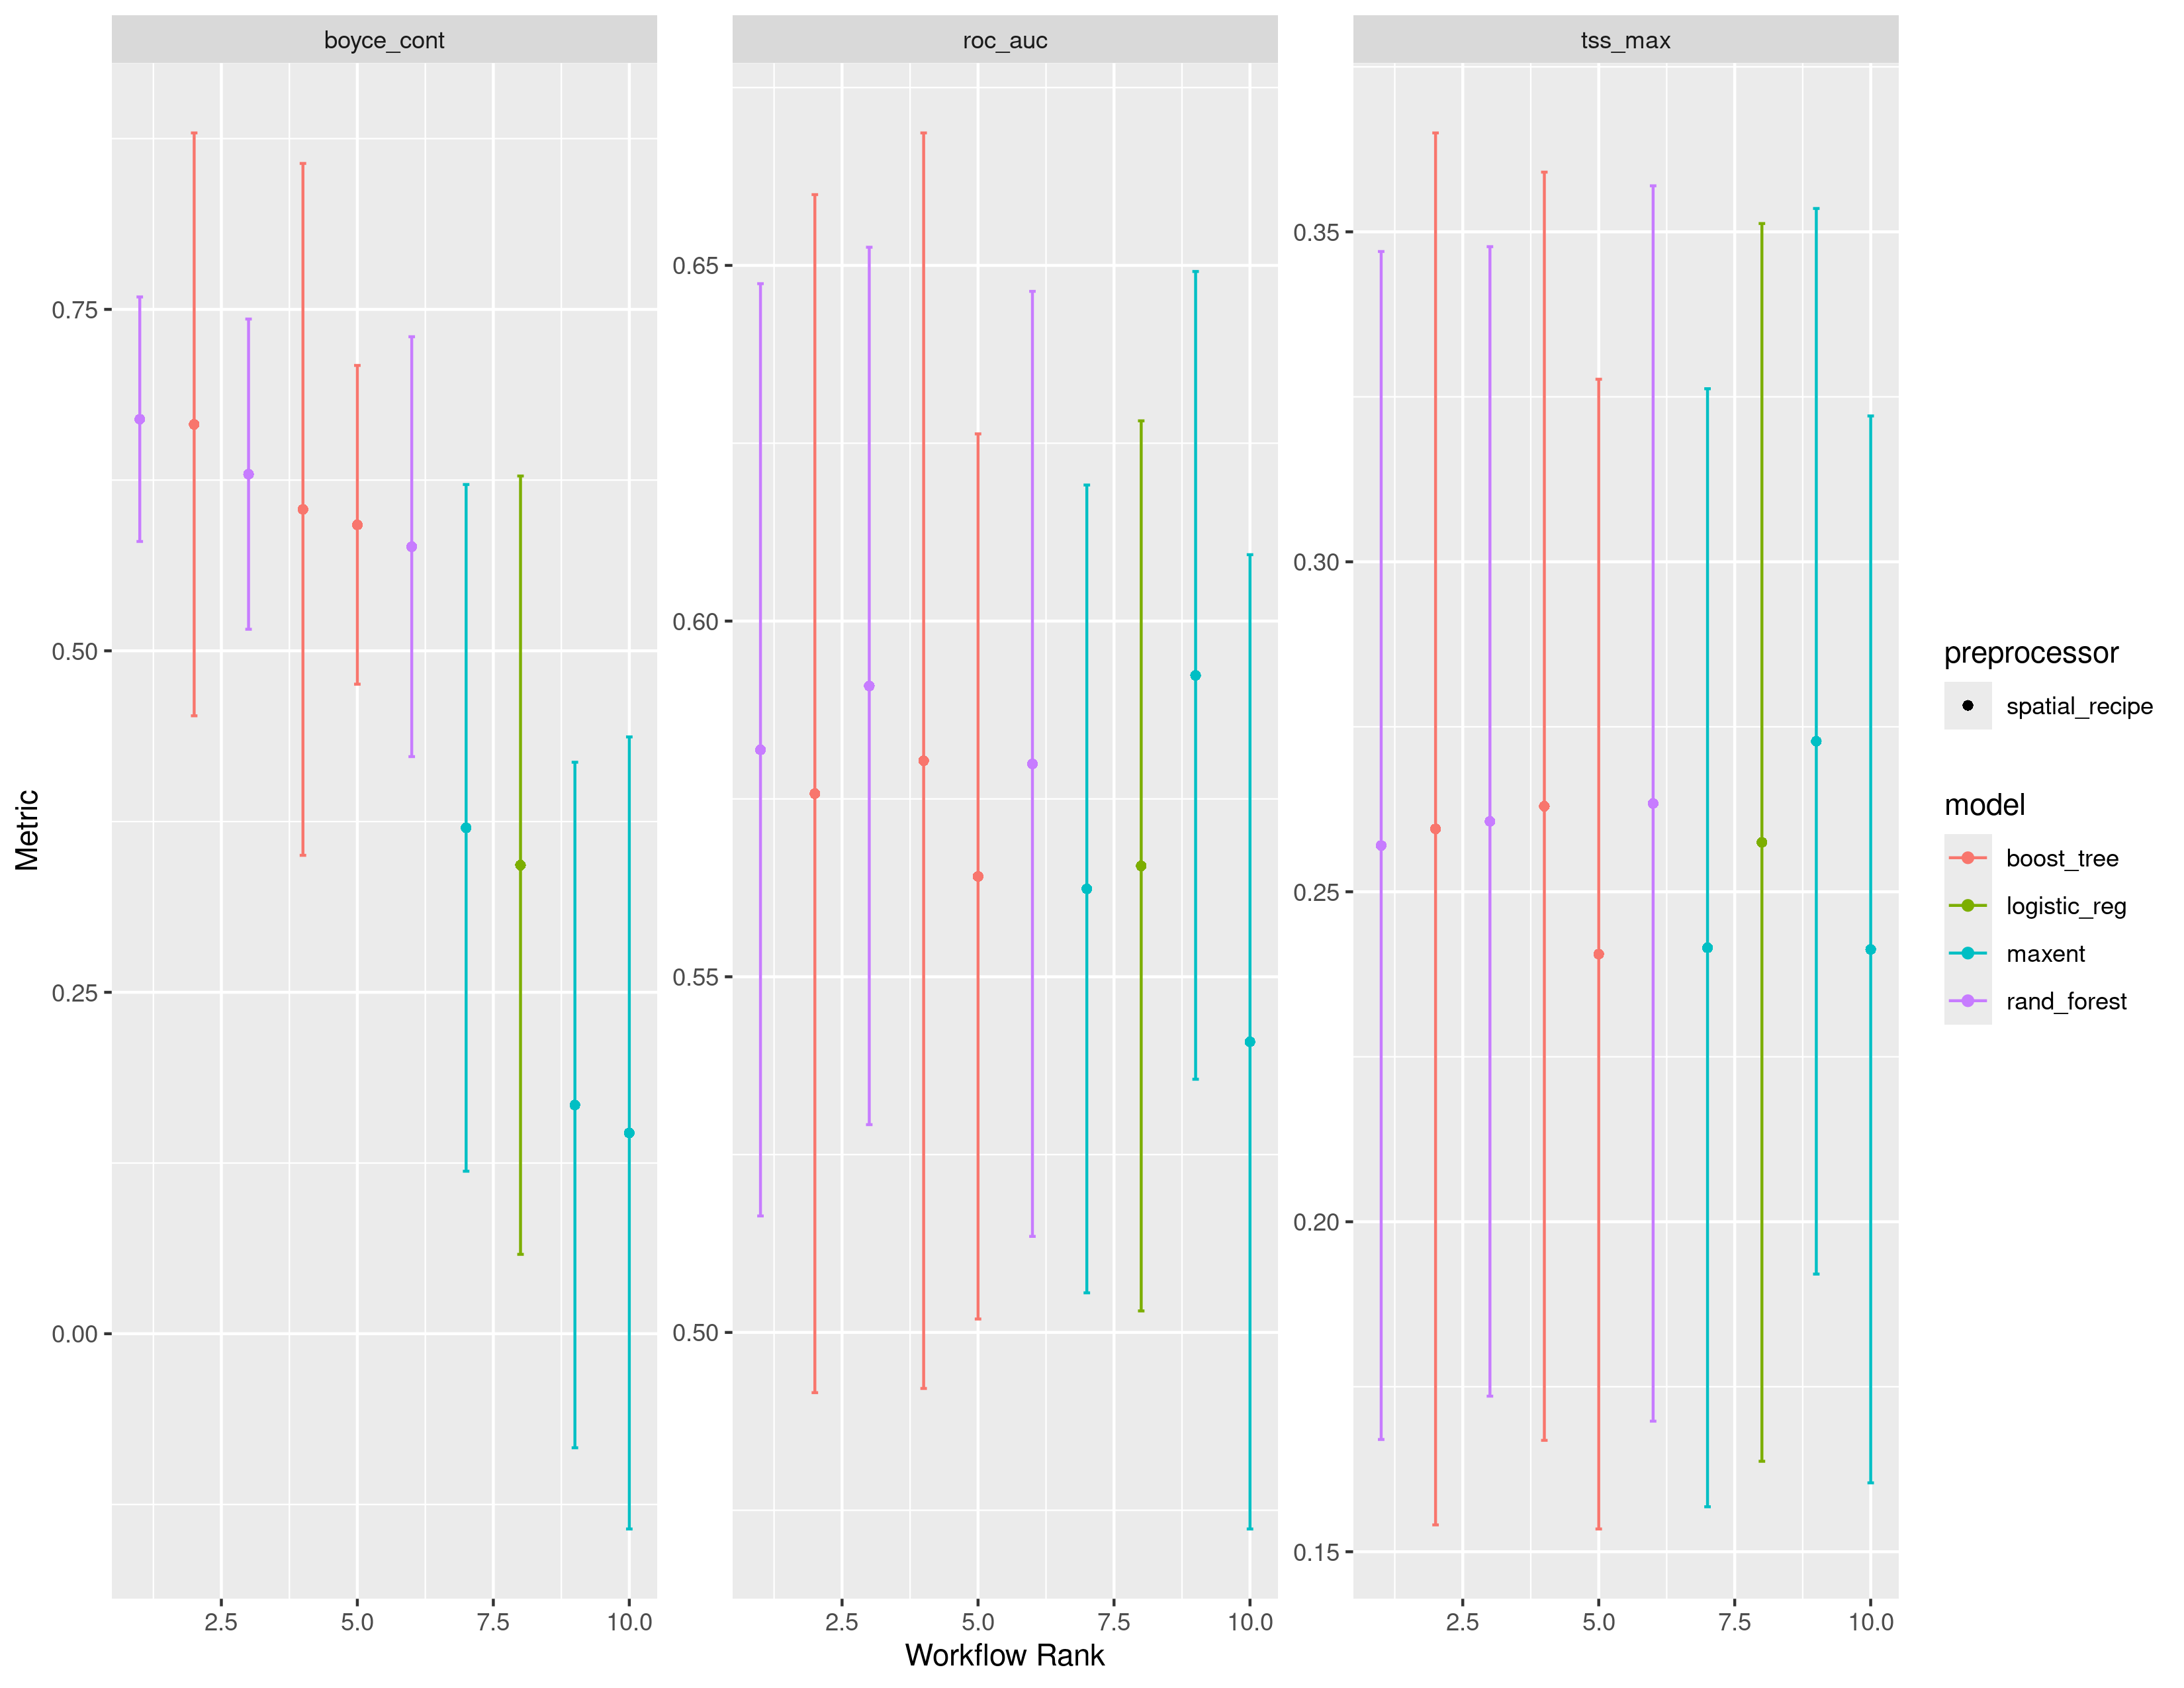 boyce_cont
roc_auc
tss_max
Metric
0.75
0.50
0.25
0.00
0.65
0.60
0.55
0.50
0.35
0.30
0.25
0.20
0.15
2.5 5.0 7.5 10.0
2.5 5.0 7.5 10.0
2.5 5.0 7.5 10.0
Workflow Rank
preprocessor
spatial_recipe
model
boost_tree
logistic_reg
maxent
rand_forest